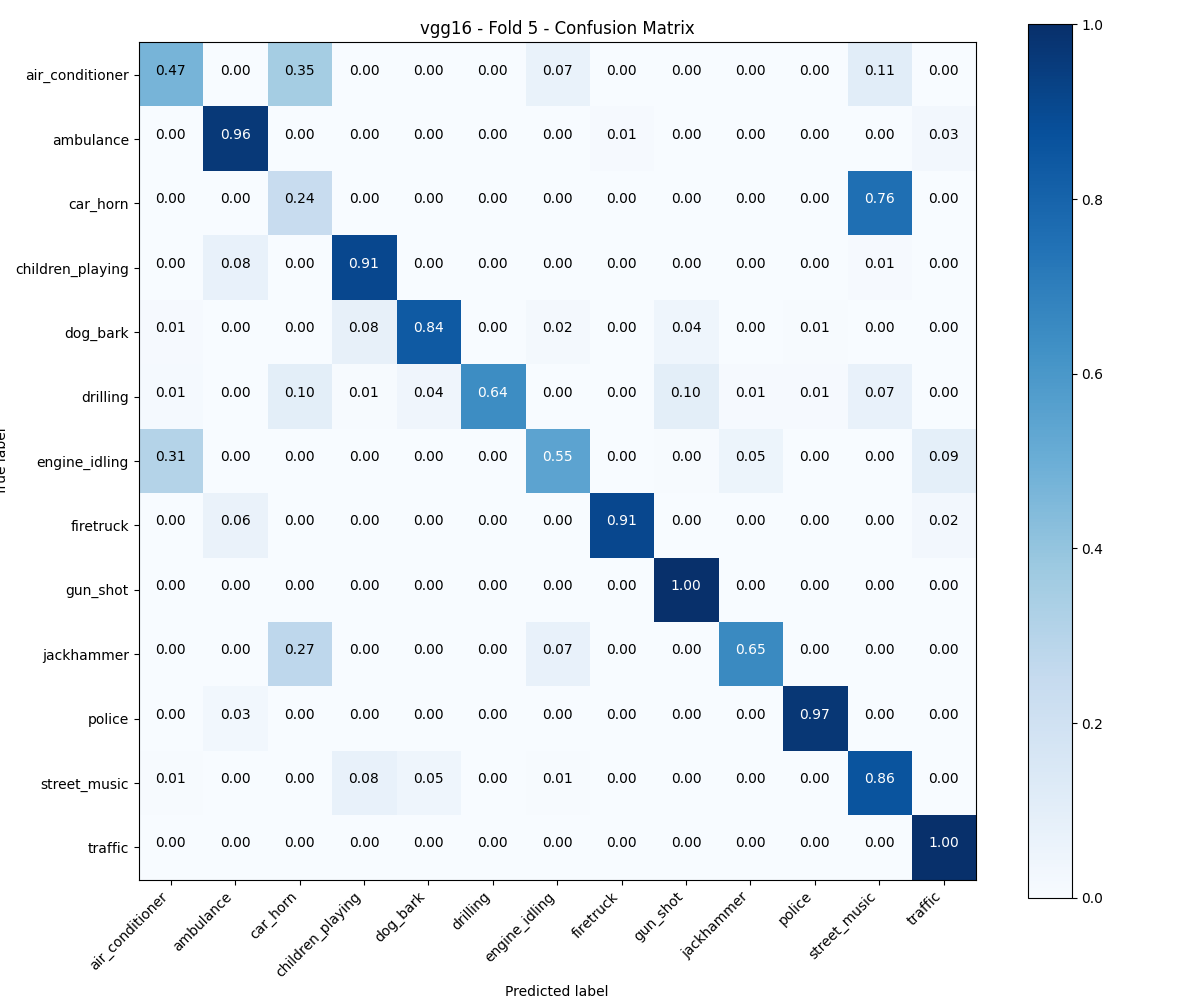 vgg16 - Fold 5 - Confusion Matrix
air_conditioner 0.47 0.00 0.35 0.00 0.00 0.00 0.07 0.00 0.00 0.00 0.00 0.11 0.00
ambulance 0.00 0.96 0.00 0.00 0.00 0.00 0.00 0.01 0.00 0.00 0.00 0.00 0.03
car_horn 0.00 0.00 0.24 0.00 0.00 0.00 0.00 0.00 0.00 0.00 0.00 0.76 0.00
children_playing 0.00 0.08 0.00 0.91 0.00 0.00 0.00 0.00 0.00 0.00 0.00 0.01 0.00
dog_bark 0.01 0.00 0.00 0.08 0.84 0.00 0.02 0.00 0.04 0.00 0.01 0.00 0.00
drilling 0.01 0.00 0.10 0.01 0.04 0.64 0.00 0.00 0.10 0.01 0.01 0.07 0.00
engine_idling 0.31 0.00 0.00 0.00 0.00 0.00 0.55 0.00 0.00 0.05 0.00 0.00 0.09
firetruck 0.00 0.06 0.00 0.00 0.00 0.00 0.00 0.91 0.00 0.00 0.00 0.00 0.02
gun_shot 0.00 0.00 0.00 0.00 0.00 0.00 0.00 0.00 1.00 0.00 0.00 0.00 0.00
jackhammer 0.00 0.00 0.27 0.00 0.00 0.00 0.07 0.00 0.00 0.65 0.00 0.00 0.00
police 0.00 0.03 0.00 0.00 0.00 0.00 0.00 0.00 0.00 0.00 0.97 0.00 0.00
street_music 0.01 0.00 0.00 0.08 0.05 0.00 0.01 0.00 0.00 0.00 0.00 0.86 0.00
traffic 0.00 0.00 0.00 0.00 0.00 0.00 0.00 0.00 0.00 0.00 0.00 0.00 1.00
air_conditioner ambulance car_horn children_playing dog_bark drilling engine_idling firetruck gun_shot jackhammer police street_music traffic
Predicted label
1.0
0.8
0.6
0.4
0.2
0.0